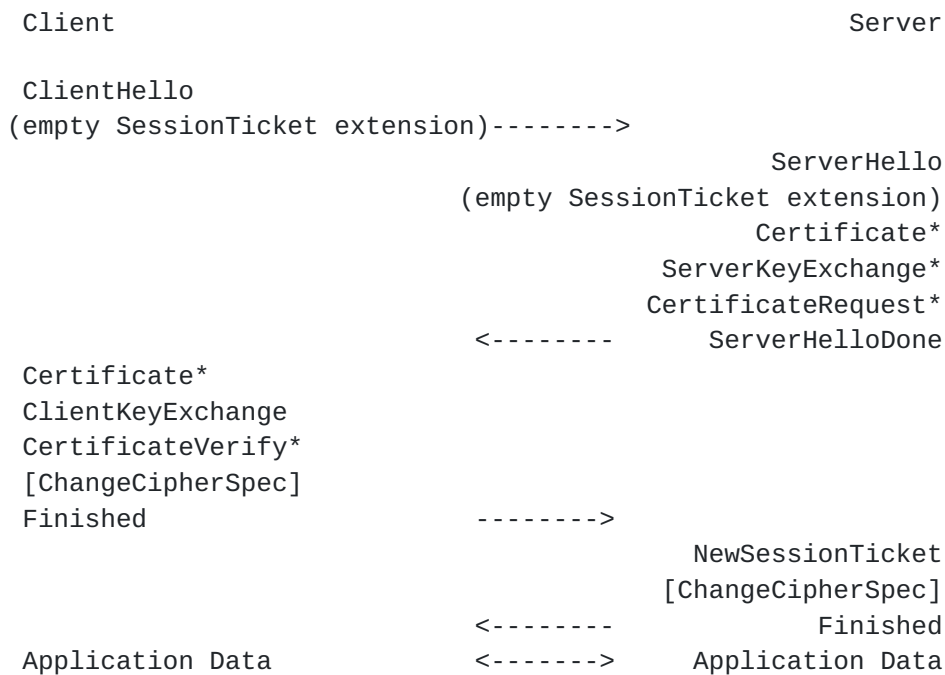 Client Server
ClientHello
(empty SessionTicket extension)-------->
ServerHello
(empty SessionTicket extension)
Certificate*
ServerKeyExchange*
CertificateRequest*
<-------- ServerHelloDone
Certificate*
ClientKeyExchange
CertificateVerify*
[ChangeCipherSpec]
Finished -------->
NewSessionTicket
[ChangeCipherSpec]
<-------- Finished
Application Data <-------> Application Data